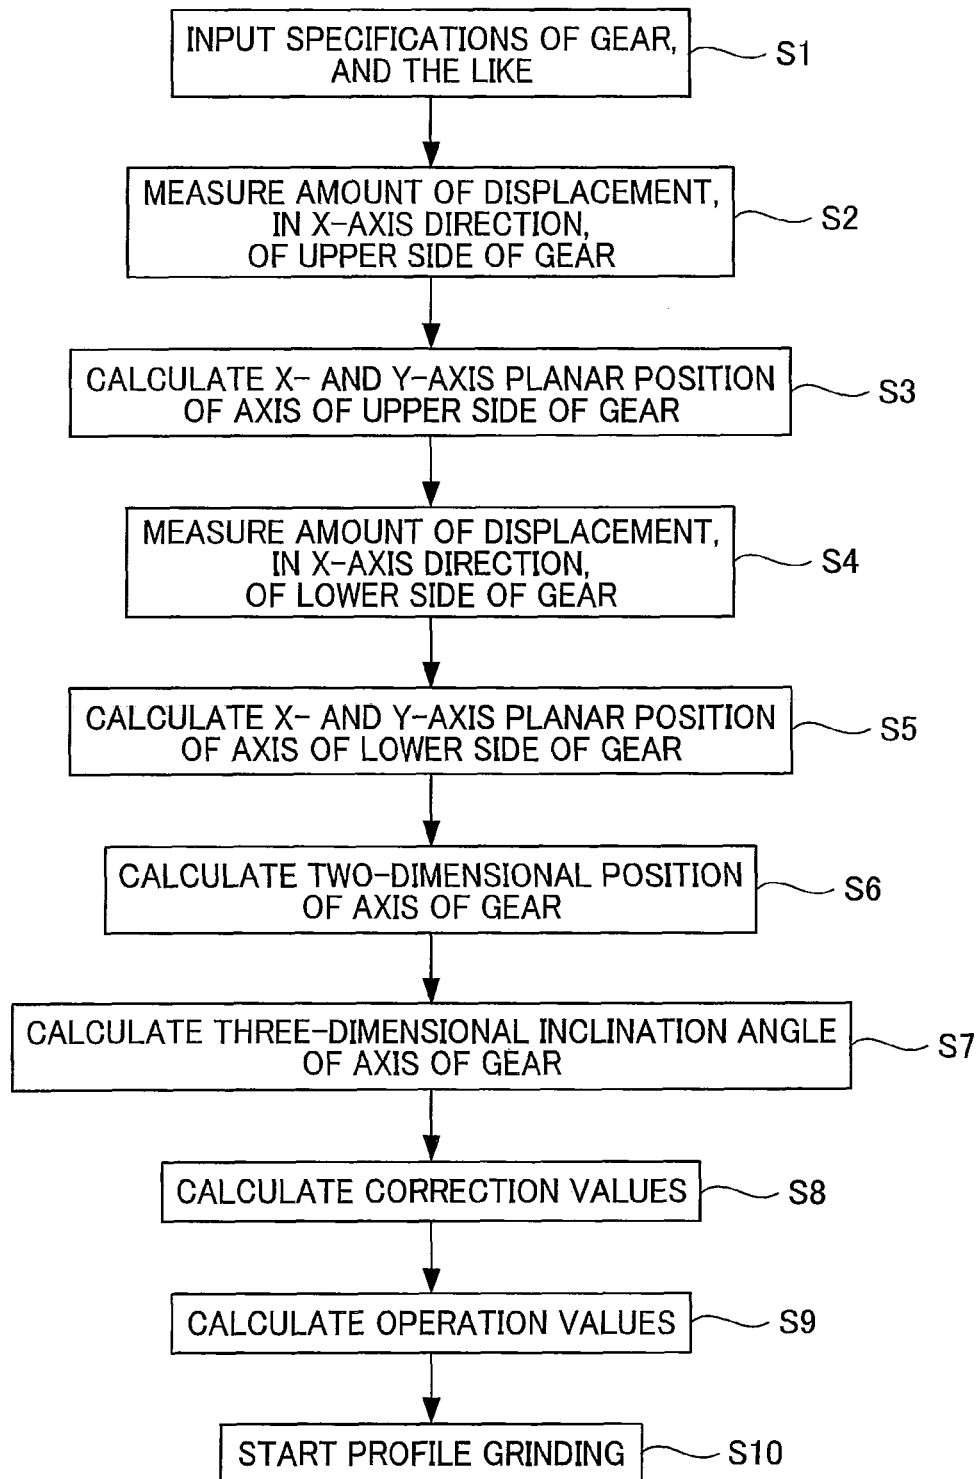 INPUT SPECIFICATIONS OF GEAR,
AND THE LIKE
S1
MEASURE AMOUNT OF DISPLACEMENT,
IN X-AXIS DIRECTION,
OF UPPER SIDE OF GEAR
S2
CALCULATE X- AND Y-AXIS PLANAR POSITION
OF AXIS OF UPPER SIDE OF GEAR
S3
MEASURE AMOUNT OF DISPLACEMENT,
IN X-AXIS DIRECTION,
OF LOWER SIDE OF GEAR
S4
CALCULATE X- AND Y-AXIS PLANAR POSITION
OF AXIS OF LOWER SIDE OF GEAR
S5
CALCULATE TWO-DIMENSIONAL POSITION
OF AXIS OF GEAR
S6
CALCULATE THREE-DIMENSIONAL INCLINATION ANGLE
OF AXIS OF GEAR
S7
CALCULATE CORRECTION VALUES
S8
CALCULATE OPERATION VALUES
S9
START PROFILE GRINDING
S10